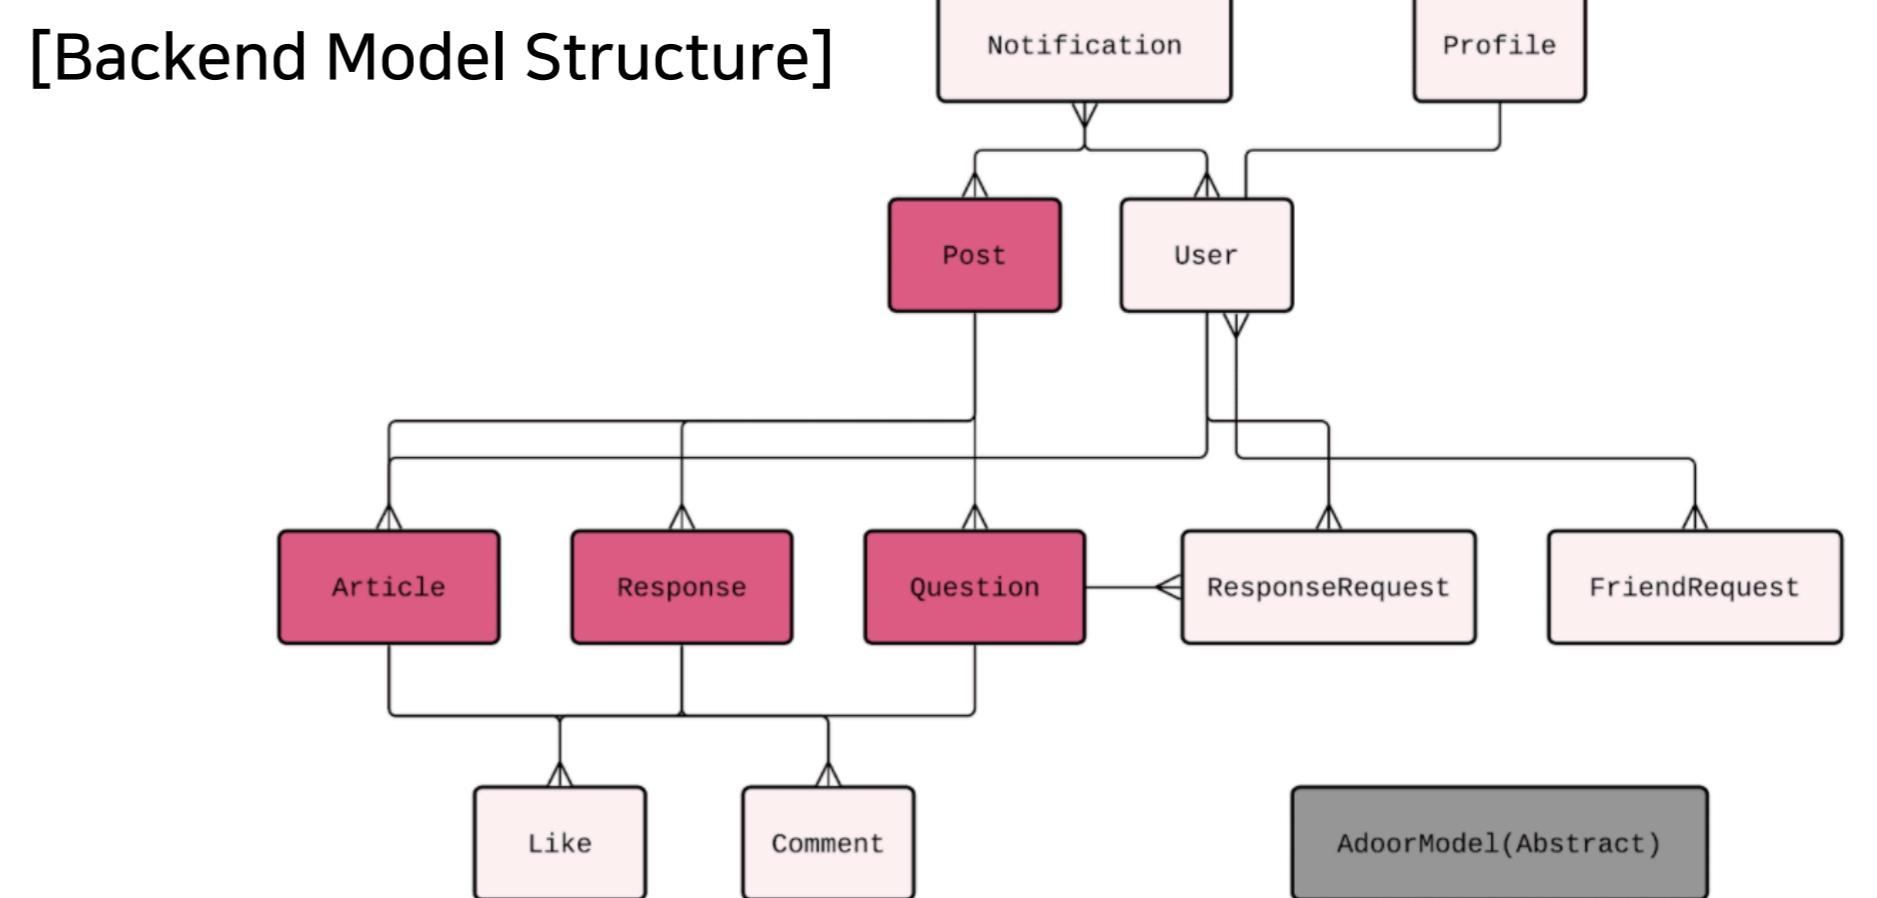 [Backend Model Structure]
Notification
Profile
Post
User
Article
Response
Question
ResponseRequest
FriendRequest
Like
Comment
AdoorModel(Abstract)